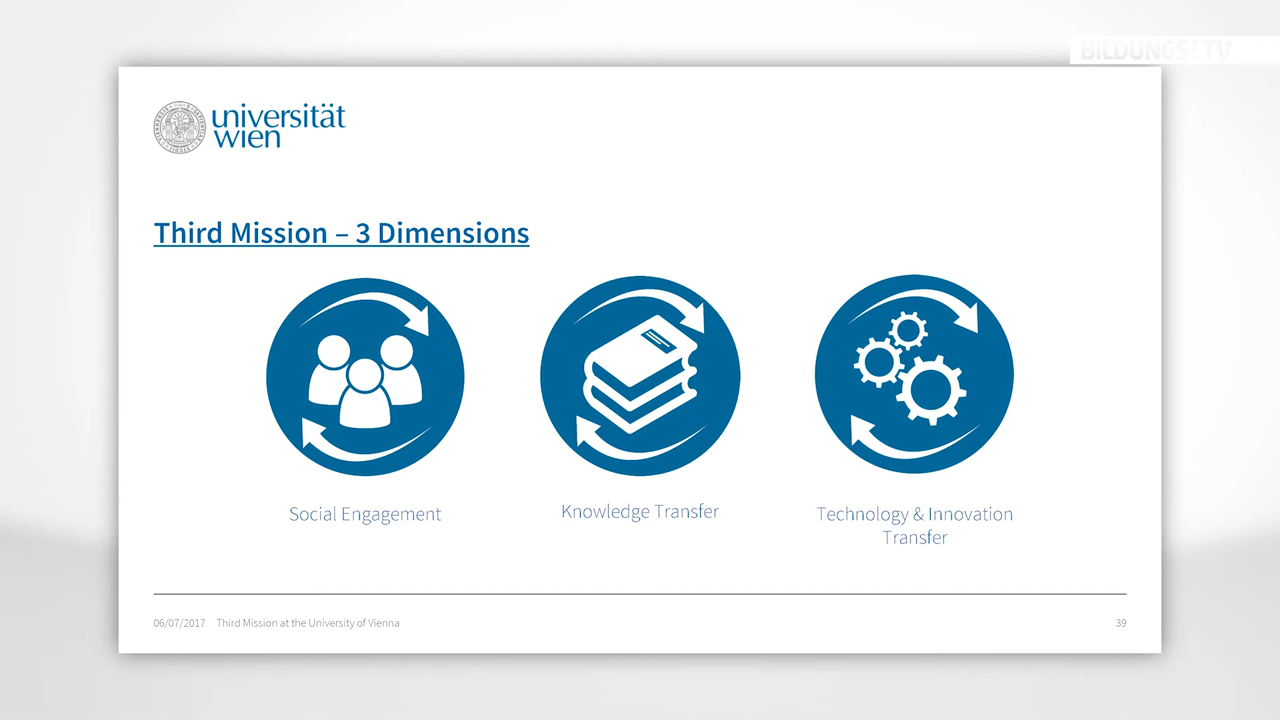 BILDUNGS TV
universität
wien
Third Mission – 3 Dimensions
Social Engagement
Knowledge Transfer
Technology & Innovation
Transfer
06/07/2017 Third Mission at the University of Vienna
39